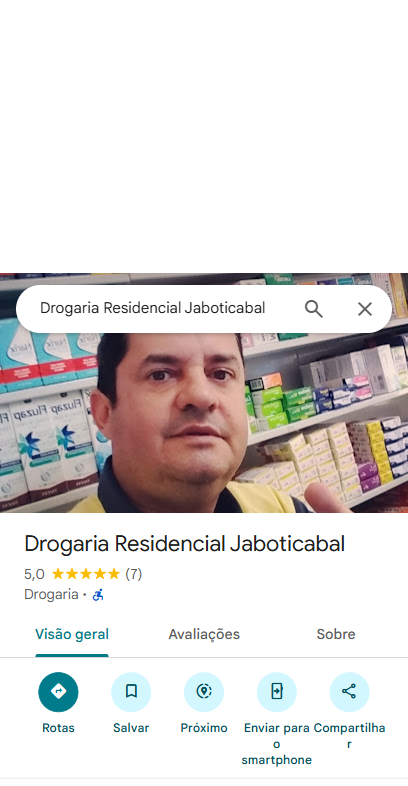 Drogaria Residencial Jaboticabal
Fluzap
Fluzap
Drogaria Residencial Jaboticabal
5,0 ★★★★★ (7)
Drogaria ·
Visão geral
Avaliações
Sobre
Rotas
Salvar
Próximo
Enviar para o smartphone
Compartilhar